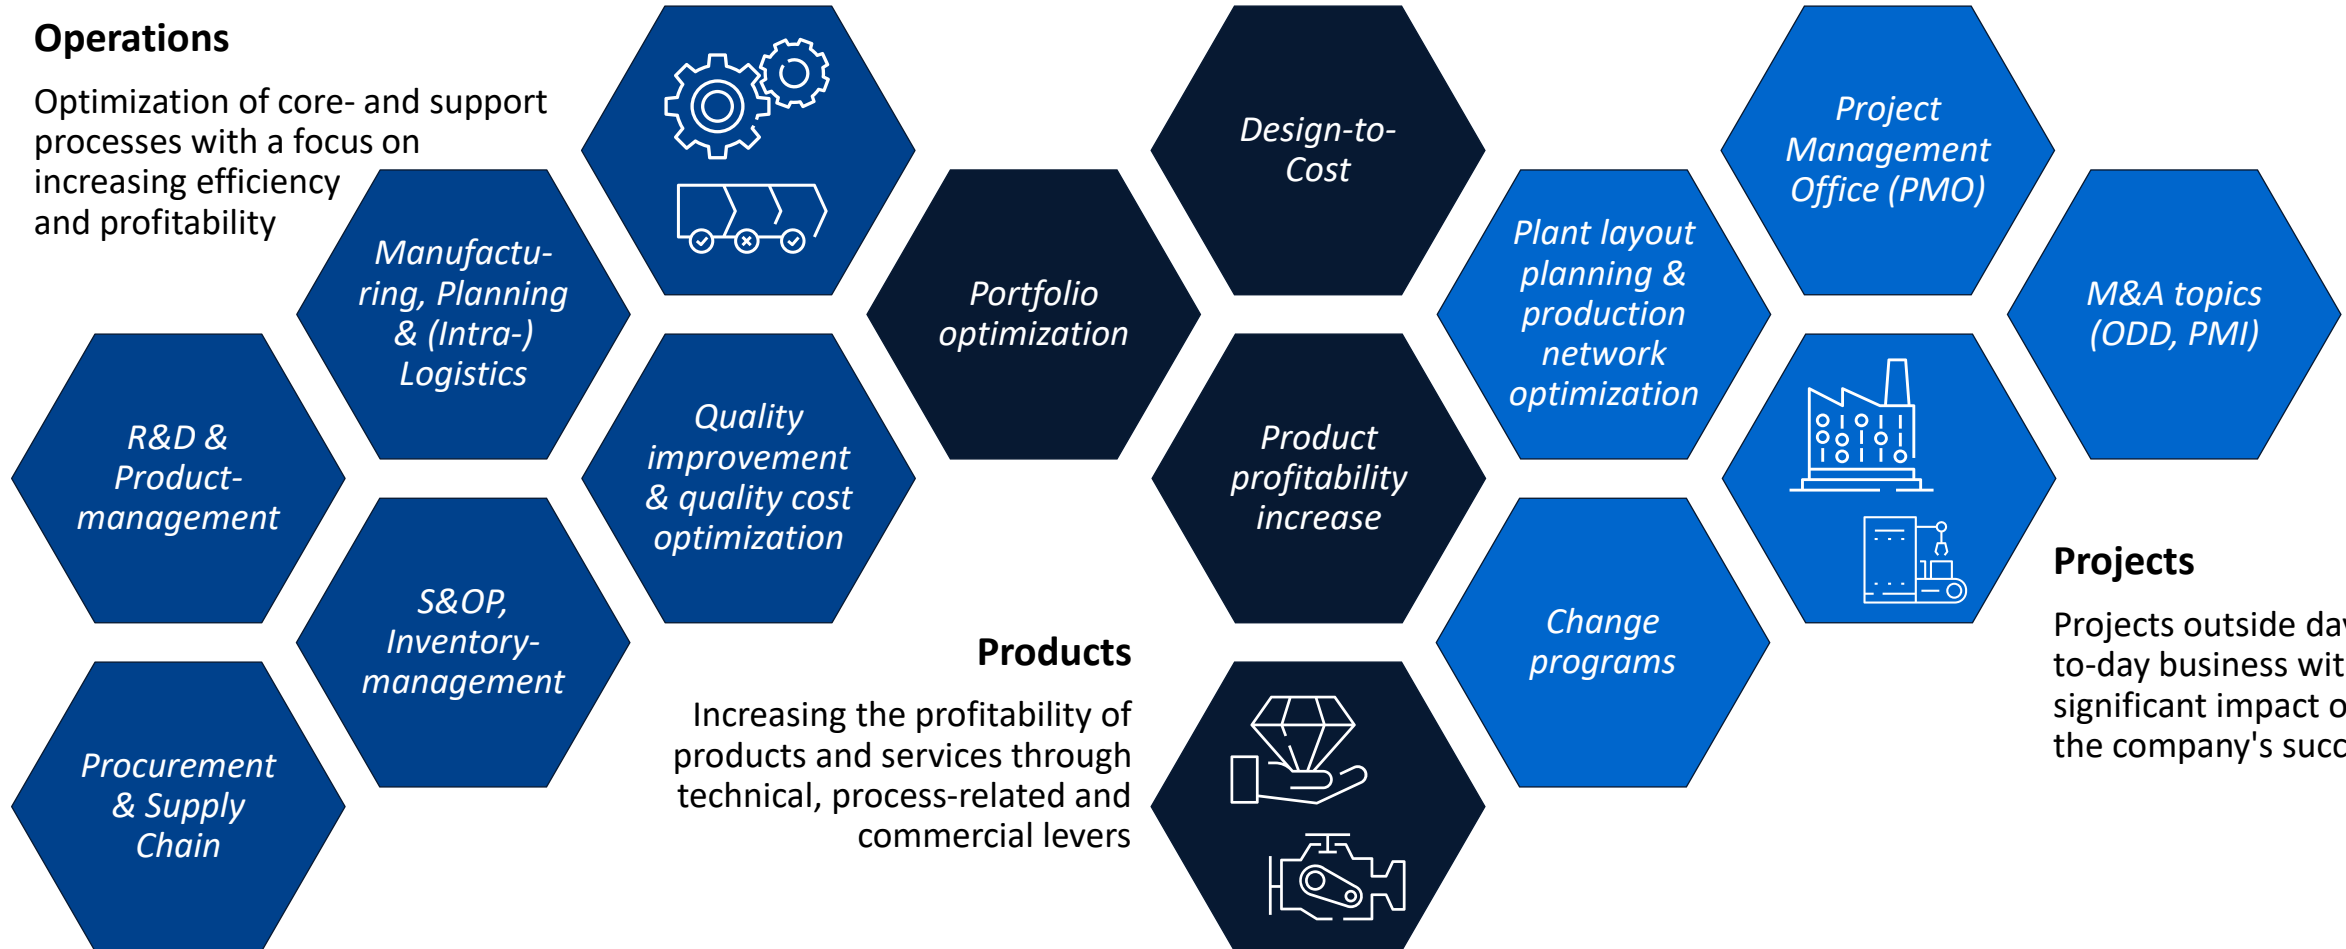 Operations
Optimization of core- and support
processes with a focus on
increasing efficiency
and profitability
Manufactu-
ring, Planning
& (Intra-)
Logistics
R&D &
Product-
management
Quality
improvement
& quality cost
optimization
S&OP,
Inventory-
management
Procurement
& Supply
Chain
Portfolio
optimization
Design-to-
Cost
Product
profitability
increase
Products
Increasing the profitability of
products and services through
technical, process-related and
commercial levers
Project
Management
Office (PMO)
Plant layout
planning &
production
network
optimization
M&A topics
(ODD, PMI)
Change
programs
Projects
Projects outside
to-day business
significant impact
the company's